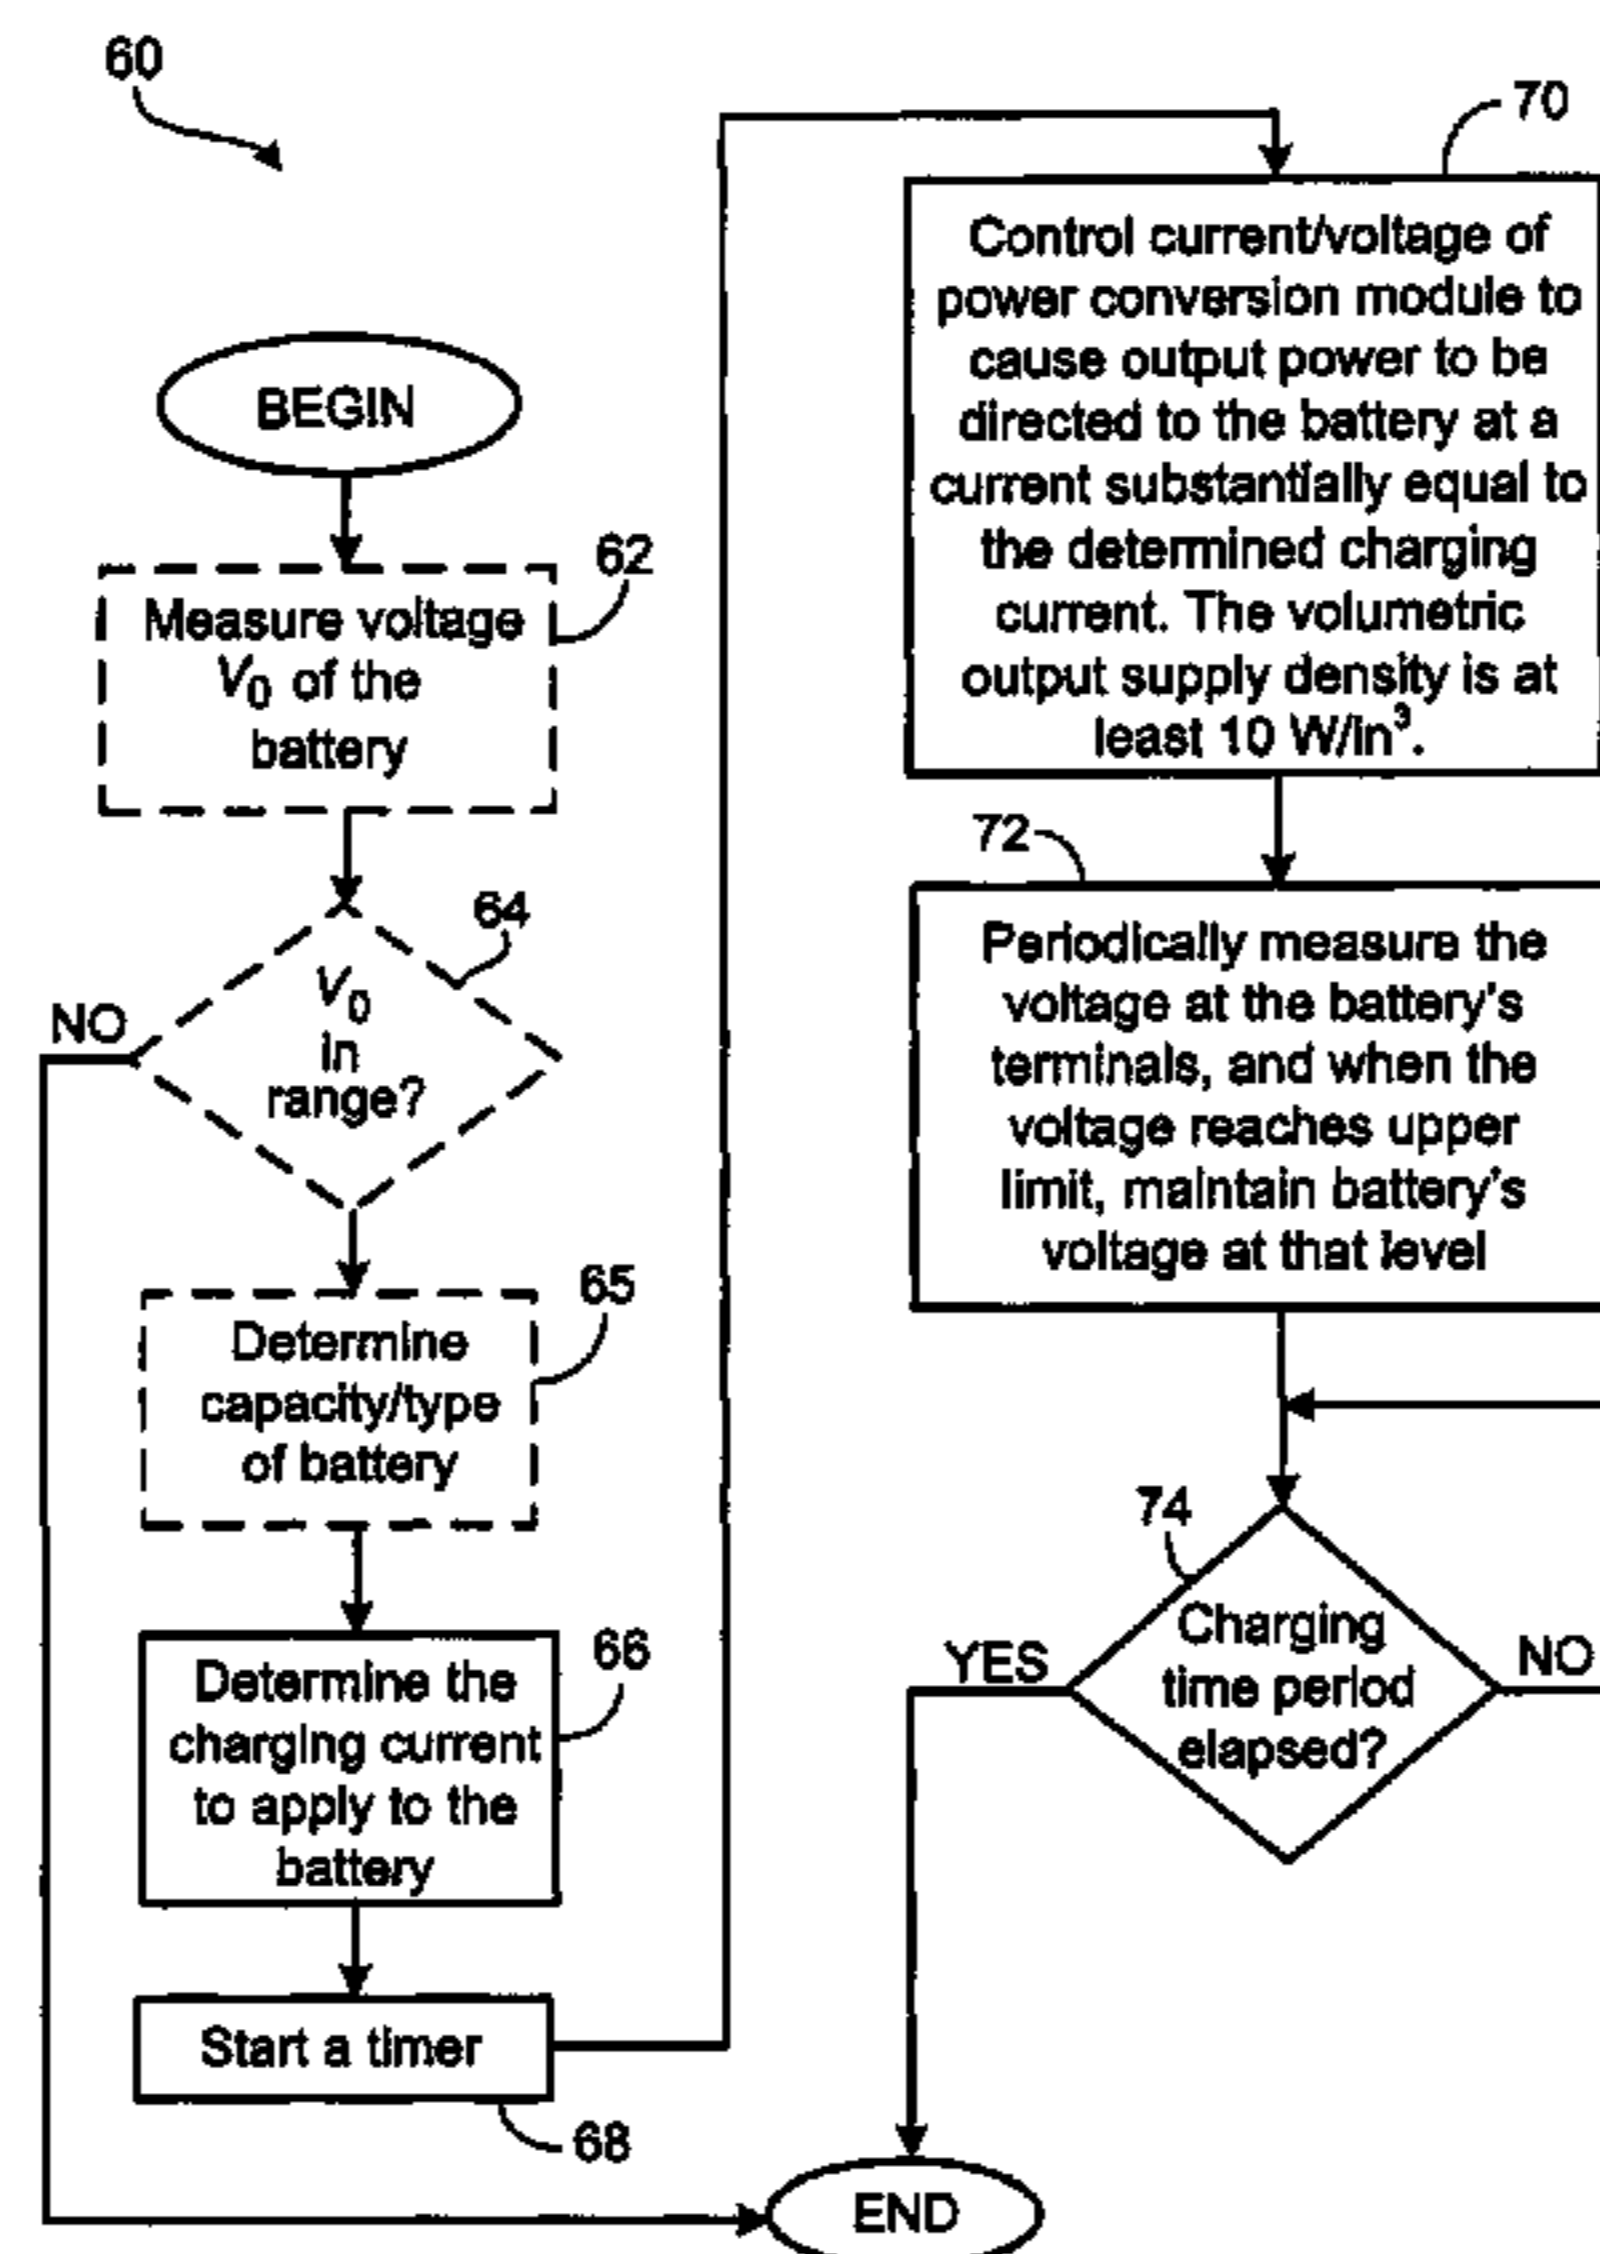 60
BEGIN
62
Measure voltage
V0 of the
battery
64
NO
V0
in
range?
65
Determine
capacity/type
of battery
66
Determine the
charging current
to apply to the
battery
Start a timer
68
70
Control current/voltage of
power conversion module to
cause output power to be
directed to the battery at a
current substantially equal to
the determined charging
current. The volumetric
output supply density is at
least 10 W/in³.
72
Periodically measure the
voltage at the battery's
terminals, and when the
voltage reaches upper
limit, maintain battery's
voltage at that level
74
Charging
time period
elapsed?
YES
NO
END